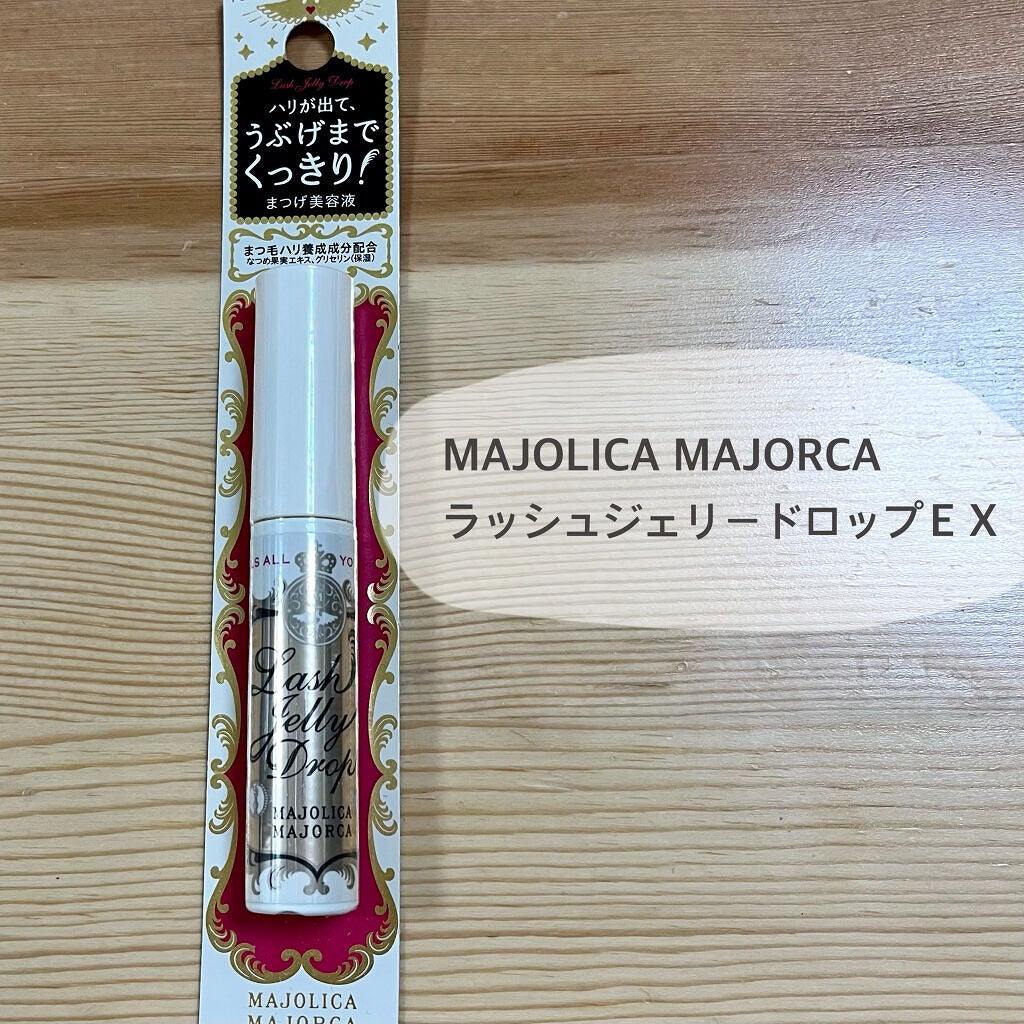 Lash Jelly Drop
ハリが出て、
うぶげまで
くっきり!
まつげ美容液
まつ毛ハリ養成成分配合
なつめ果実エキス、グリセリン(保湿)
MAJOLICA MAJORCA
ラッシュジェリードロップＥＸ
LS ALL YO
Lash
Jelly
Drop
MAJOLICA
MAJORCA
MAJOLICA
MAJORCA